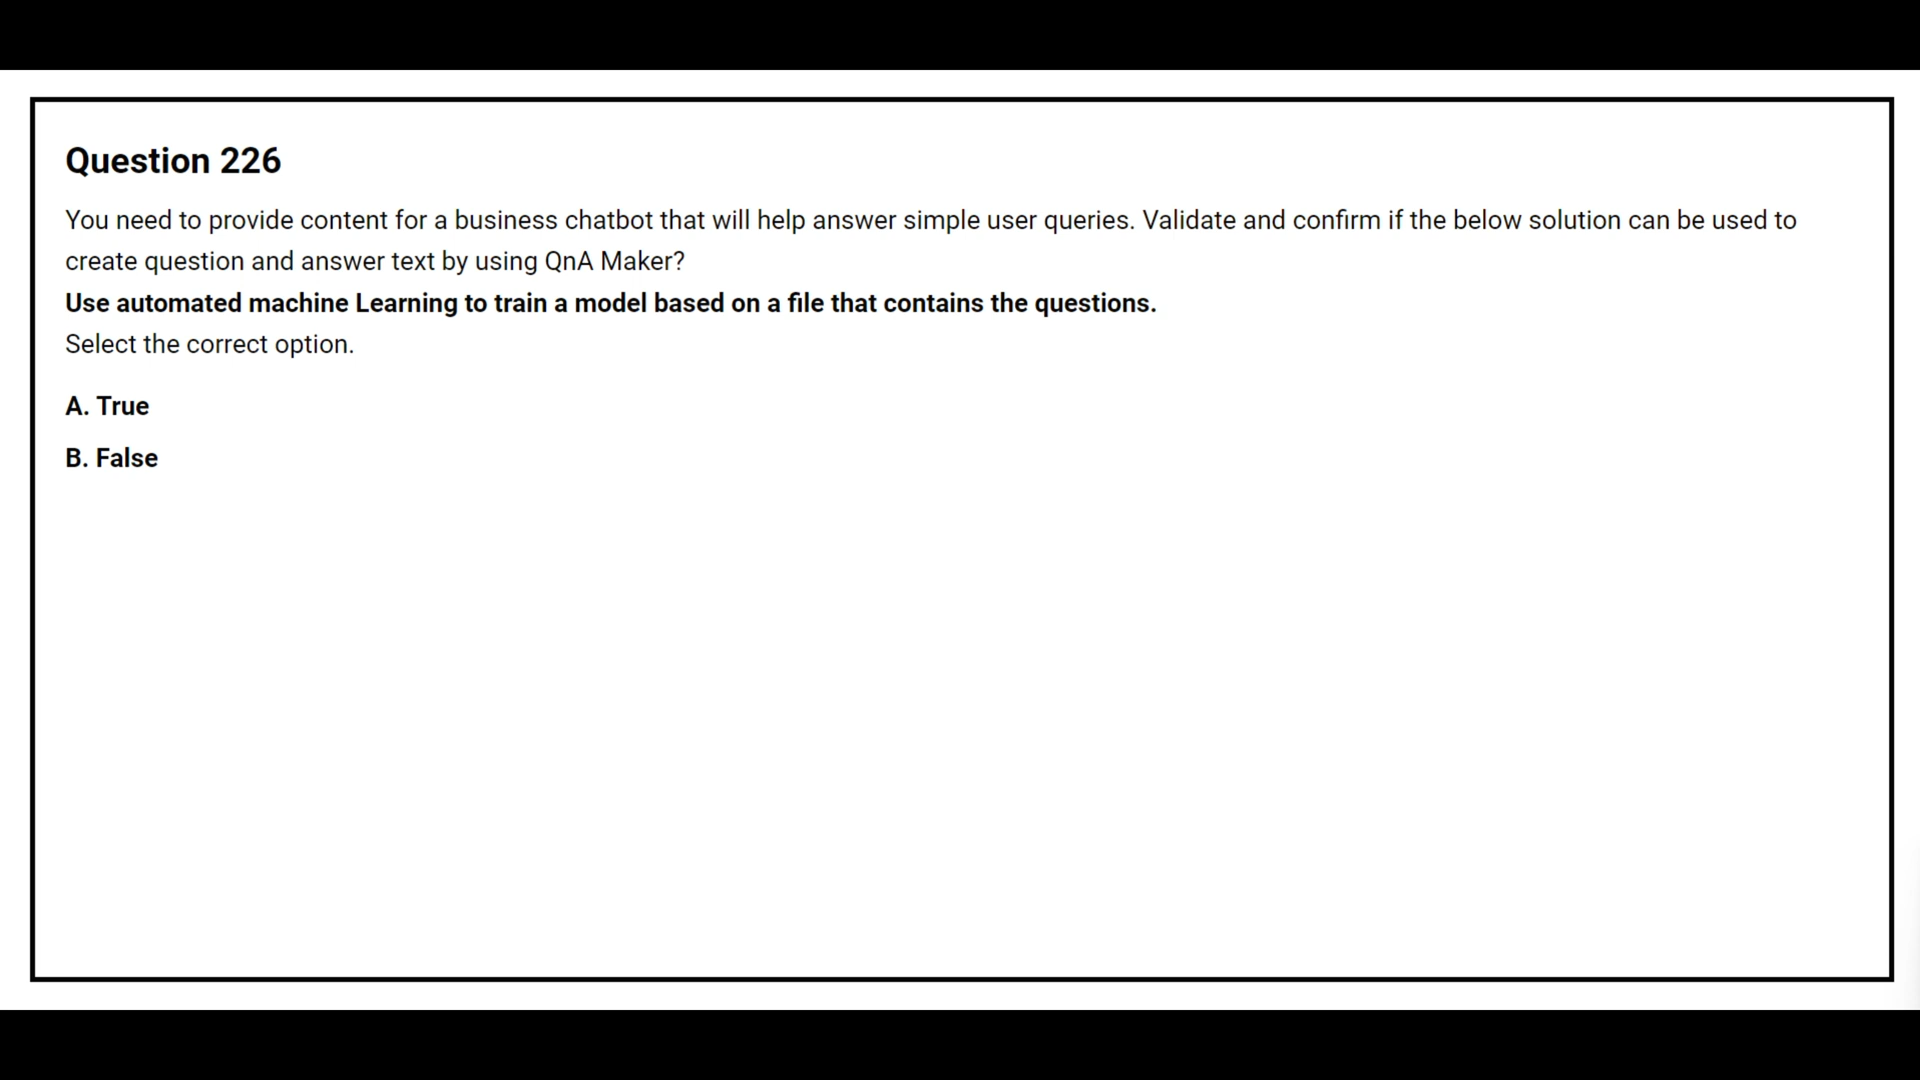 Question 226
You need to provide content for a business chatbot that will help answer simple user queries. Validate and confirm if the below solution can be used to
create question and answer text by using QnA Maker?
Use automated machine Learning to train a model based on a file that contains the questions.
Select the correct option.
A. True
B. False